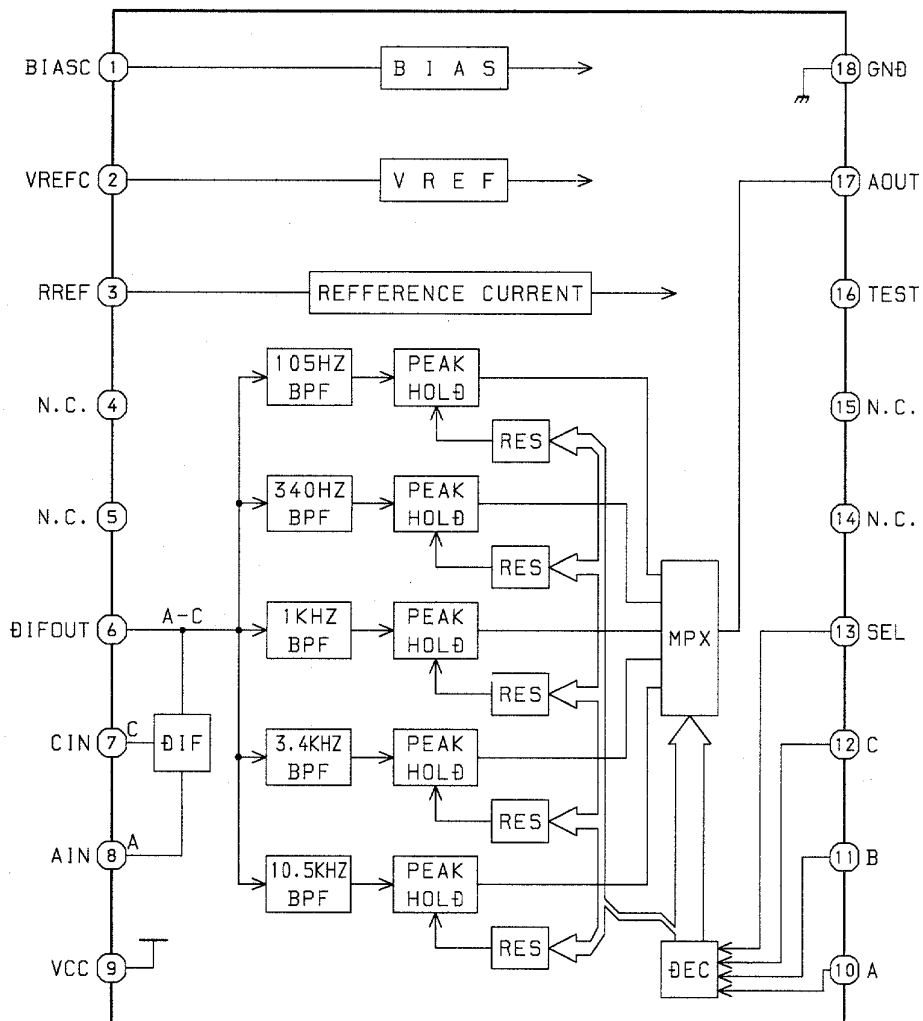 BIASC 1 B I A S 18 GND
VREFC 2 V R E F 17 AOUT
RREF 3 REFFERENCE CURRENT 16 TEST
105HZ
BPF
PEAK
HOLD
N.C. 4 15 N.C.
RES
340HZ
BPF
PEAK
HOLD
N.C. 5 14 N.C.
RES
DIFOUT 6 A-C
1KHZ
BPF
PEAK
HOLD
MPX
13 SEL
RES
CIN 7 C DIF
3.4KHZ
BPF
PEAK
HOLD
12 C
RES
AIN 8 A
11 B
10.5KHZ
BPF
PEAK
HOLD
RES
VCC 9 DEC 10 A